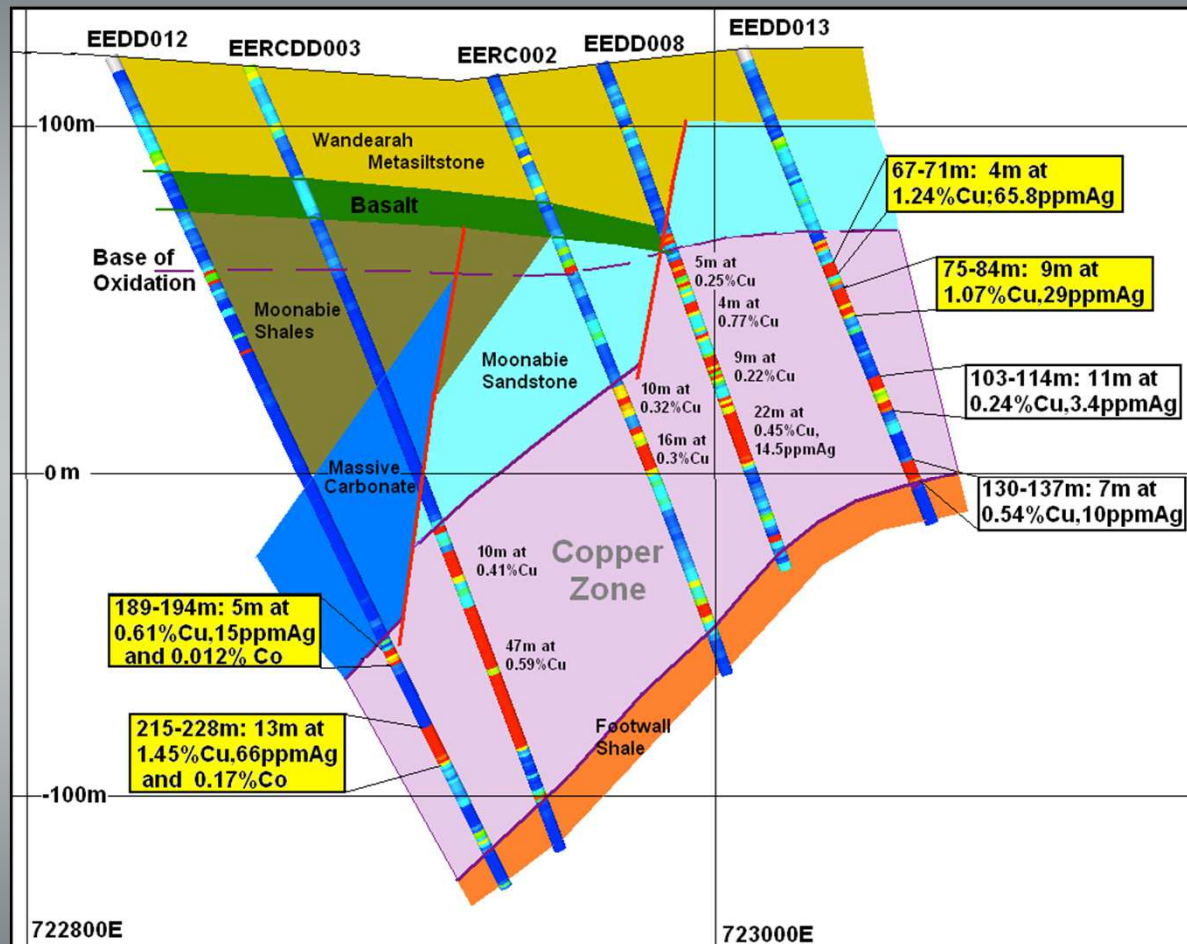 EEDD012
EERCDD003
EERC002
EEDD008
EEDD013
100m
Wandearah
Metasiltstone
67-71m: 4m at
1.24%Cu;65.8ppmAg
Basalt
Base of
Oxidation
5m at
0.25%Cu
75-84m: 9m at
1.07%Cu,29ppmAg
Moonabie
Shales
4m at
0.77%Cu
Moonabie
Sandstone
9m at
0.22%Cu
103-114m: 11m at
0.24%Cu,3.4ppmAg
10m at
0.32%Cu
22m at
0.45%Cu,
14.5ppmAg
16m at
0.3%Cu
0 m
Massive
Carbonate
130-137m: 7m at
0.54%Cu,10ppmAg
10m at
0.41%Cu
Copper
Zone
189-194m: 5m at
0.61%Cu,15ppmAg
and 0.012% Co
47m at
0.59%Cu
215-228m: 13m at
1.45%Cu,66ppmAg
and 0.17%Co
Footwall
Shale
-100m
722800E
723000E